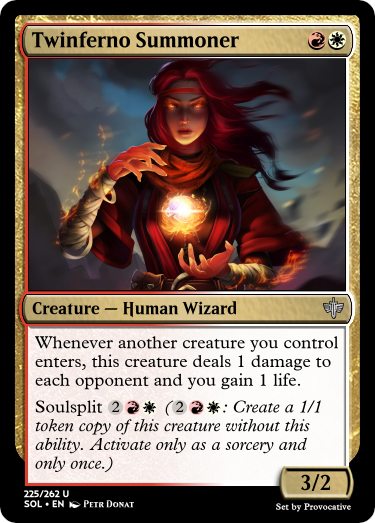 Twinferno Summoner
Creature — Human Wizard
Whenever another creature you control
enters, this creature deals 1 damage to
each opponent and you gain 1 life.
Soulsplit 2 (2: Create a 1/1
token copy of this creature without this
ability. Activate only as a sorcery and
only once.)
3/2
225/262 U
SOL • EN Petr Donat
Set by Provocative